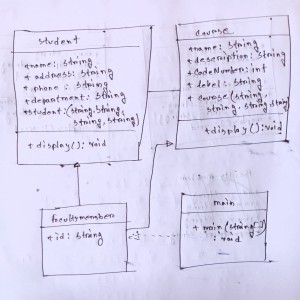 student
+name: string
+address: string
+phone : string
+department: string
+student:(string,string,
string,string)
+display():void
course
+name: string
+description: string
+CodeNumber: int
+level: string
+course(string,
string, string,string
+display():void
facultymember
+id: string
main
+main(string[])
:void